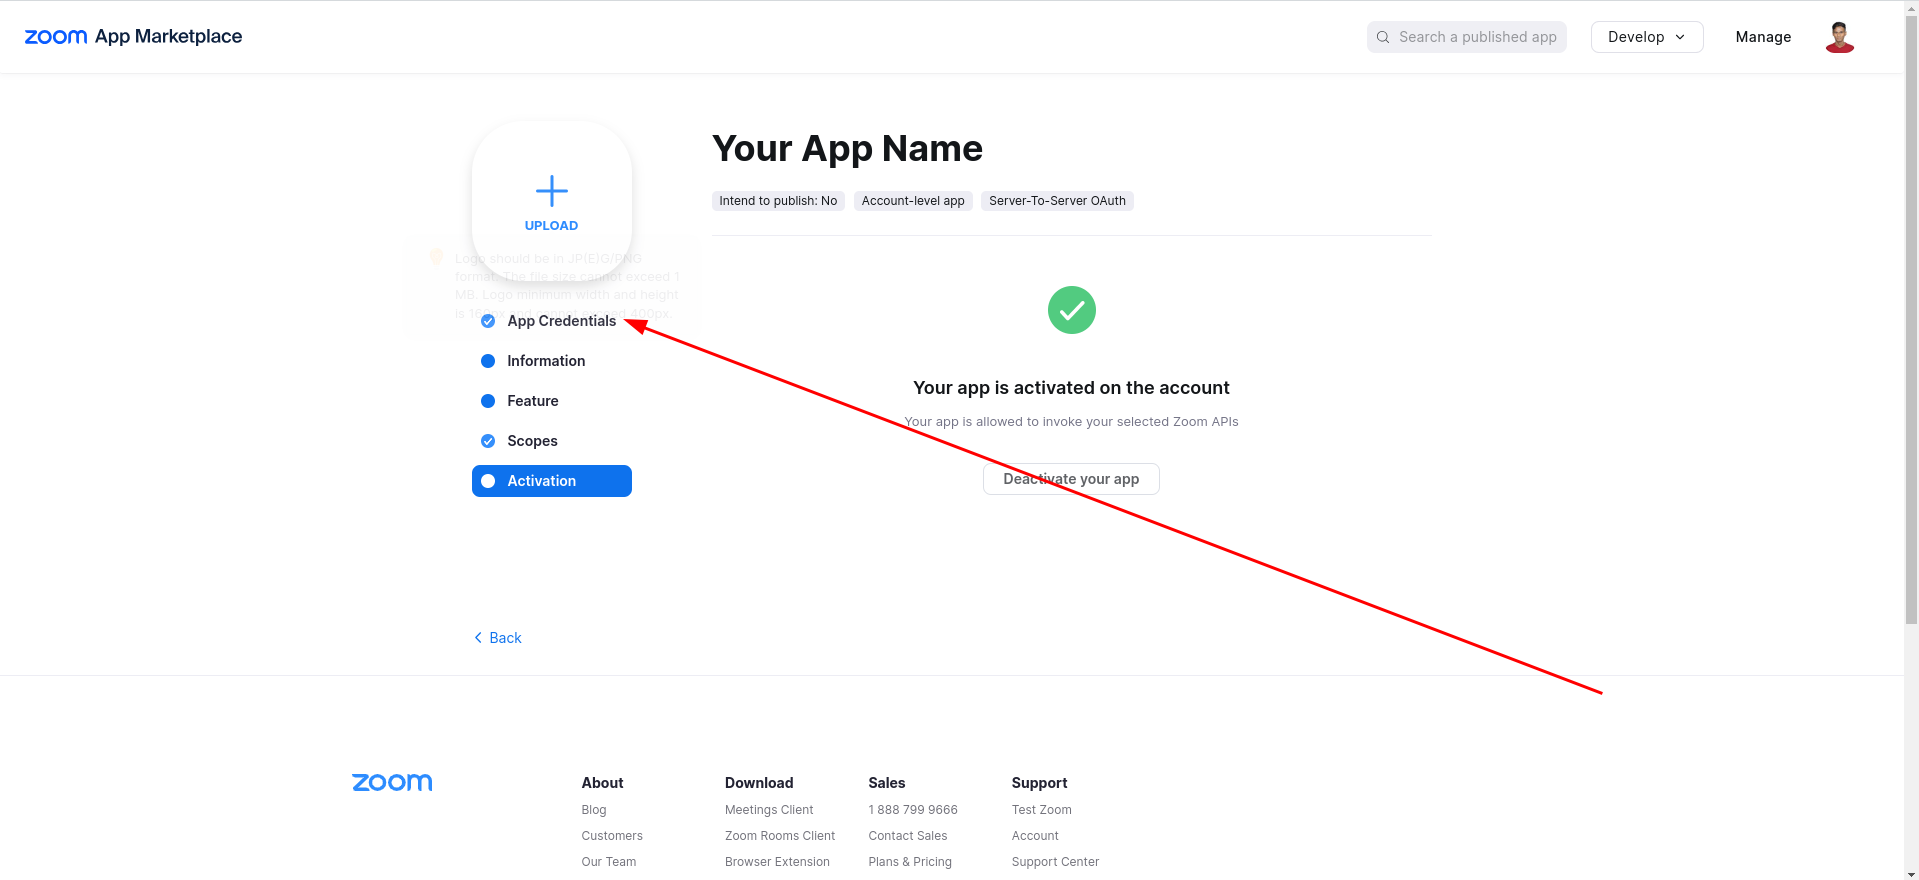 zoom App Marketplace
Search a published app
Develop
Manage
UPLOAD
Logo should be in JP(E)G/PNG
format. The file size cannot exceed 1
MB. Logo minimum width and height
is 160px and cannot exceed 400px.
App Credentials
Information
Feature
Scopes
Activation
Your App Name
Intend to publish: No
Account-level app
Server-To-Server OAuth
Your app is activated on the account
Your app is allowed to invoke your selected Zoom APIs
Deactivate your app
Back
zoom
About
Blog
Customers
Our Team
Download
Meetings Client
Zoom Rooms Client
Browser Extension
Sales
1 888 799 9666
Contact Sales
Plans & Pricing
Support
Test Zoom
Account
Support Center